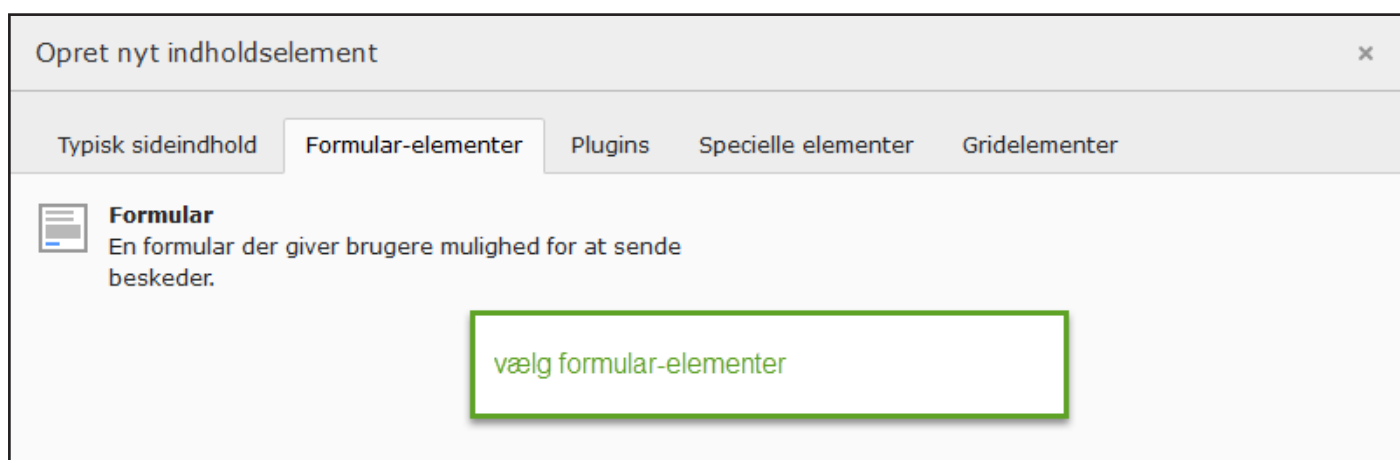 Opret nyt indholdselement ×
Typisk sideindhold Formular-elementer Plugins Specielle elementer Gridelementer
Formular
En formular der giver brugere mulighed for at sende
beskeder.
vælg formular-elementer